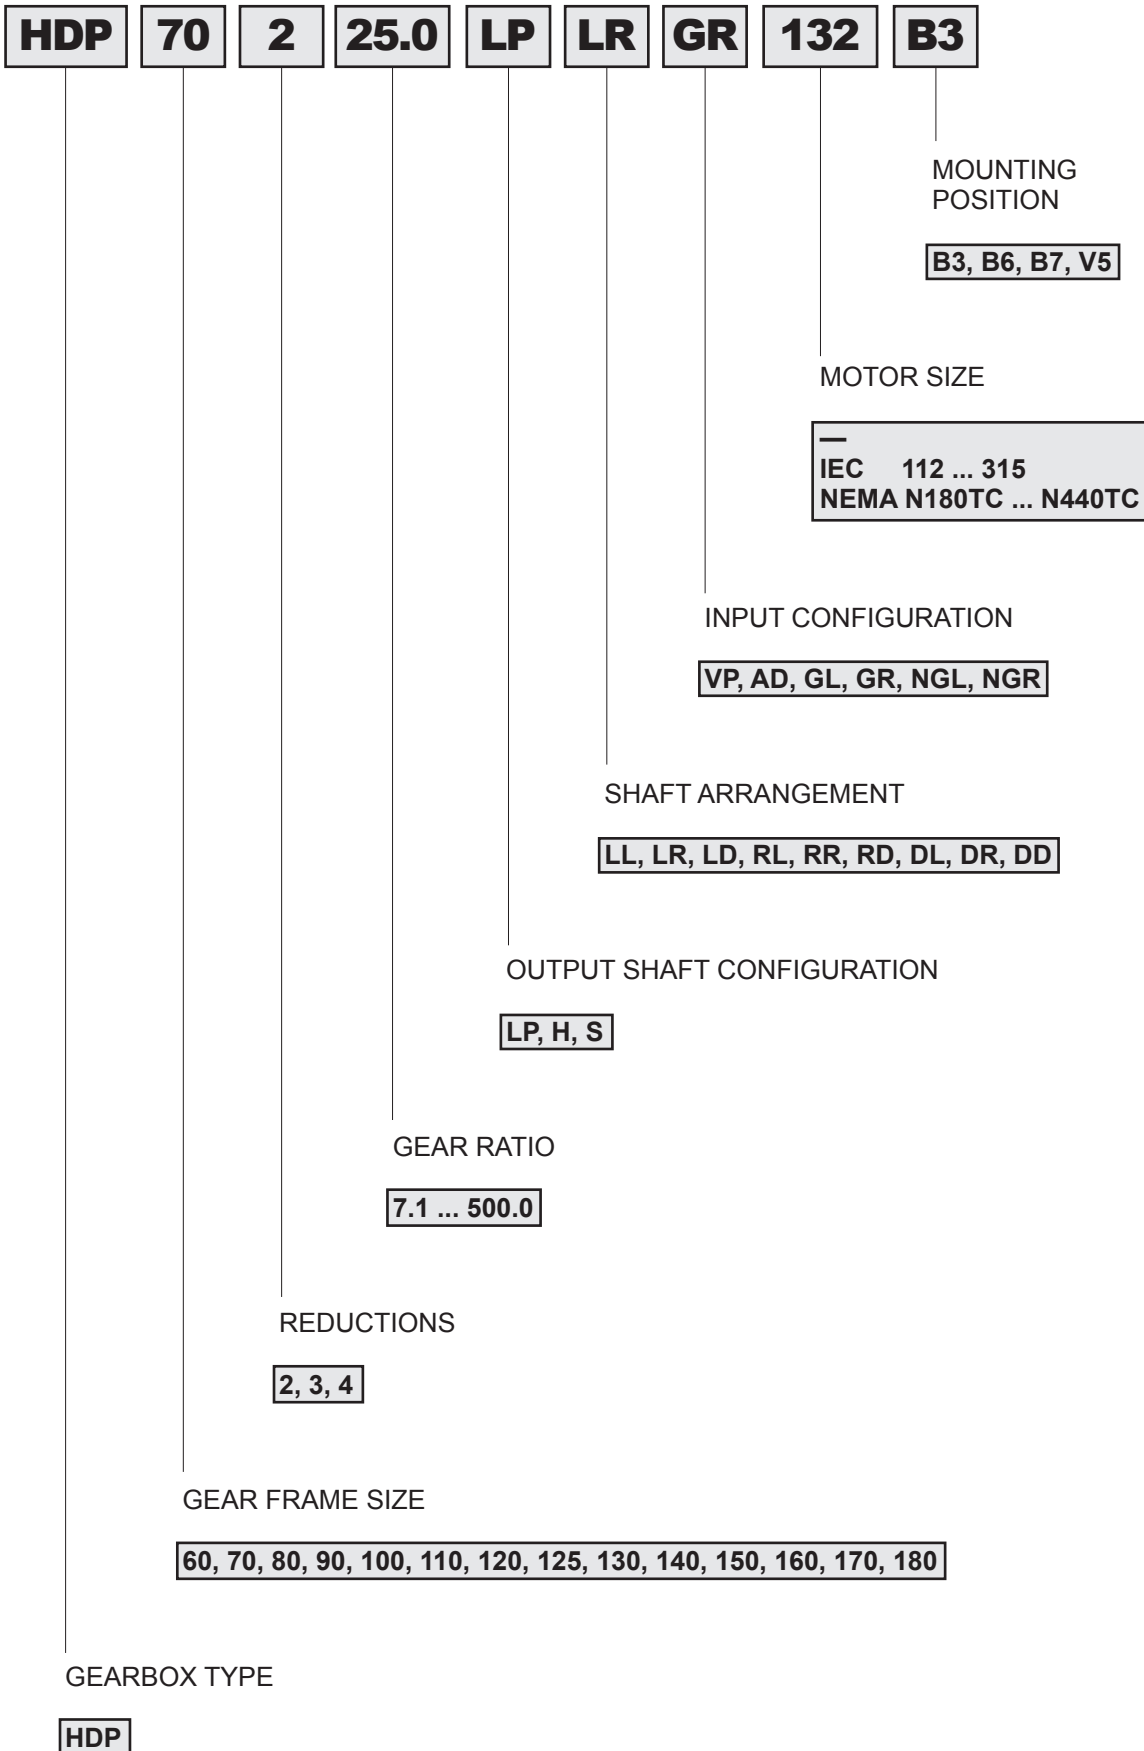 HDP 70 2 25.0 LP LR GR 132 B3
MOUNTING
POSITION
B3, B6, B7, V5
MOTOR SIZE
—
IEC 112 ... 315
NEMA N180TC ... N440TC
INPUT CONFIGURATION
VP, AD, GL, GR, NGL, NGR
SHAFT ARRANGEMENT
LL, LR, LD, RL, RR, RD, DL, DR, DD
OUTPUT SHAFT CONFIGURATION
LP, H, S
GEAR RATIO
7.1 ... 500.0
REDUCTIONS
2, 3, 4
GEAR FRAME SIZE
60, 70, 80, 90, 100, 110, 120, 125, 130, 140, 150, 160, 170, 180
GEARBOX TYPE
HDP